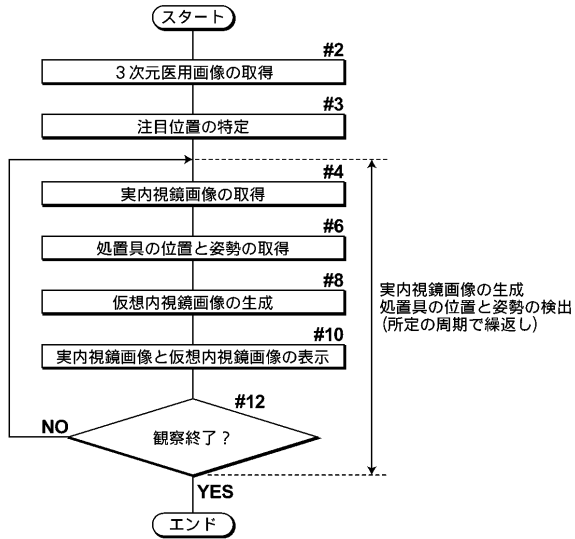 スタート
#2
３次元医用画像の取得
#3
注目位置の特定
#4
実内視鏡画像の取得
#6
処置具の位置と姿勢の取得
#8
仮想内視鏡画像の生成
#10
実内視鏡画像と仮想内視鏡画像の表示
#12
観察終了？
NO
YES
エンド
実内視鏡画像の生成
処置具の位置と姿勢の検出
(所定の周期で繰返し)